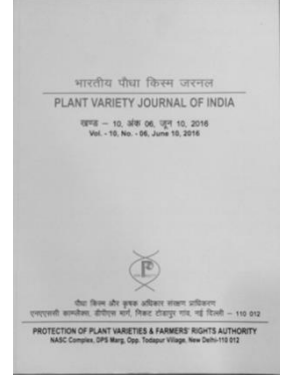 भारतीय पौधा किस्म जरनल
PLANT VARIETY JOURNAL OF INDIA
खण्ड – 10, अंक 06, जून 10, 2016
Vol. - 10, No. - 06, June 10, 2016
पौधा किस्म और कृषक अधिकार संरक्षण प्राधिकरण
एनएएससी काम्प्लेक्स, डीपीएस मार्ग, निकट टोडापुर गांव, नई दिल्ली – 110 012
PROTECTION OF PLANT VARIETIES & FARMERS' RIGHTS AUTHORITY
NASC Complex, DPS Marg, Opp. Todapur Village, New Delhi-110 012